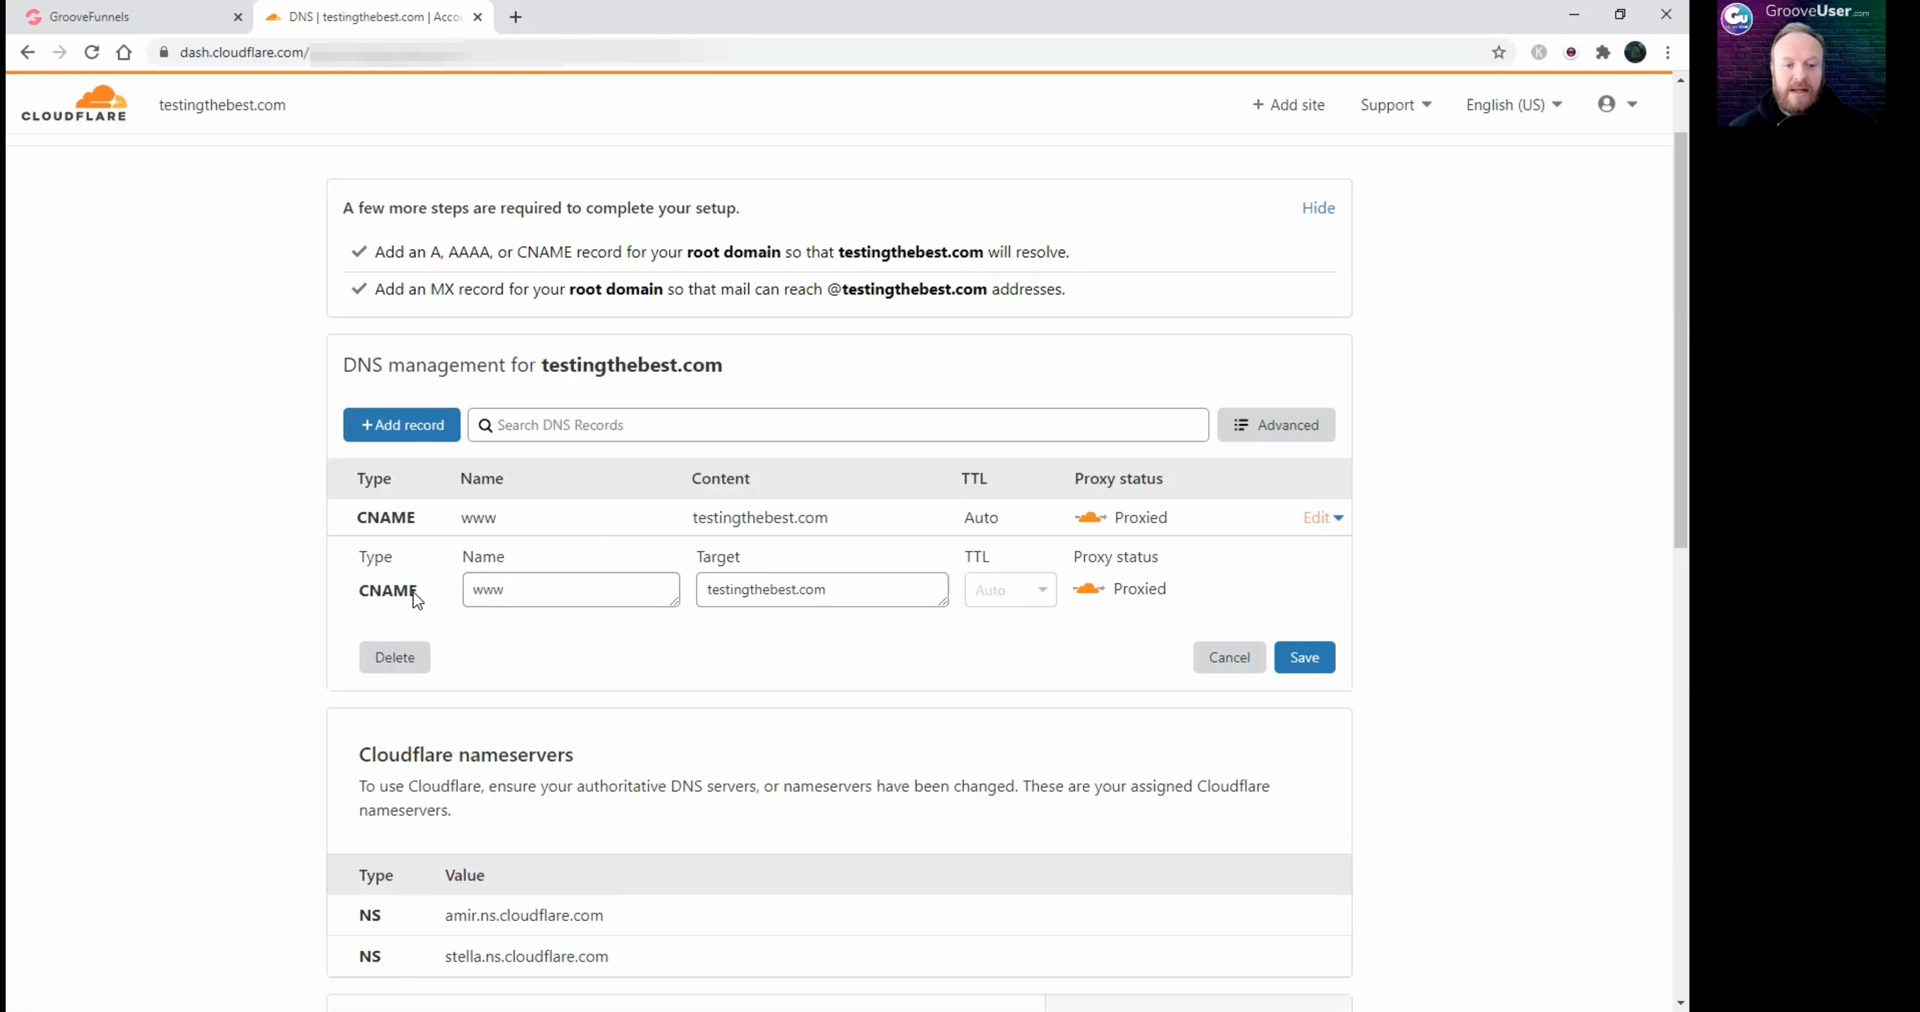 GrooveFunnels
DNS | testingthebest.com | Acco
dash.cloudflare.com/
GrooveUser.com
Gu
CLOUDFLARE
testingthebest.com
+ Add site
Support
English (US)
A few more steps are required to complete your setup.
Hide
Add an A, AAAA, or CNAME record for your root domain so that testingthebest.com will resolve.
Add an MX record for your root domain so that mail can reach @testingthebest.com addresses.
DNS management for testingthebest.com
+Add record
Search DNS Records
Advanced
Type Name Content TTL Proxy status
CNAME www testingthebest.com Auto Proxied Edit
Type Name Target TTL Proxy status
CNAME www testingthebest.com Auto Proxied
Delete
Cancel
Save
Cloudflare nameservers
To use Cloudflare, ensure your authoritative DNS servers, or nameservers have been changed. These are your assigned Cloudflare
nameservers.
Type Value
NS amir.ns.cloudflare.com
NS stella.ns.cloudflare.com